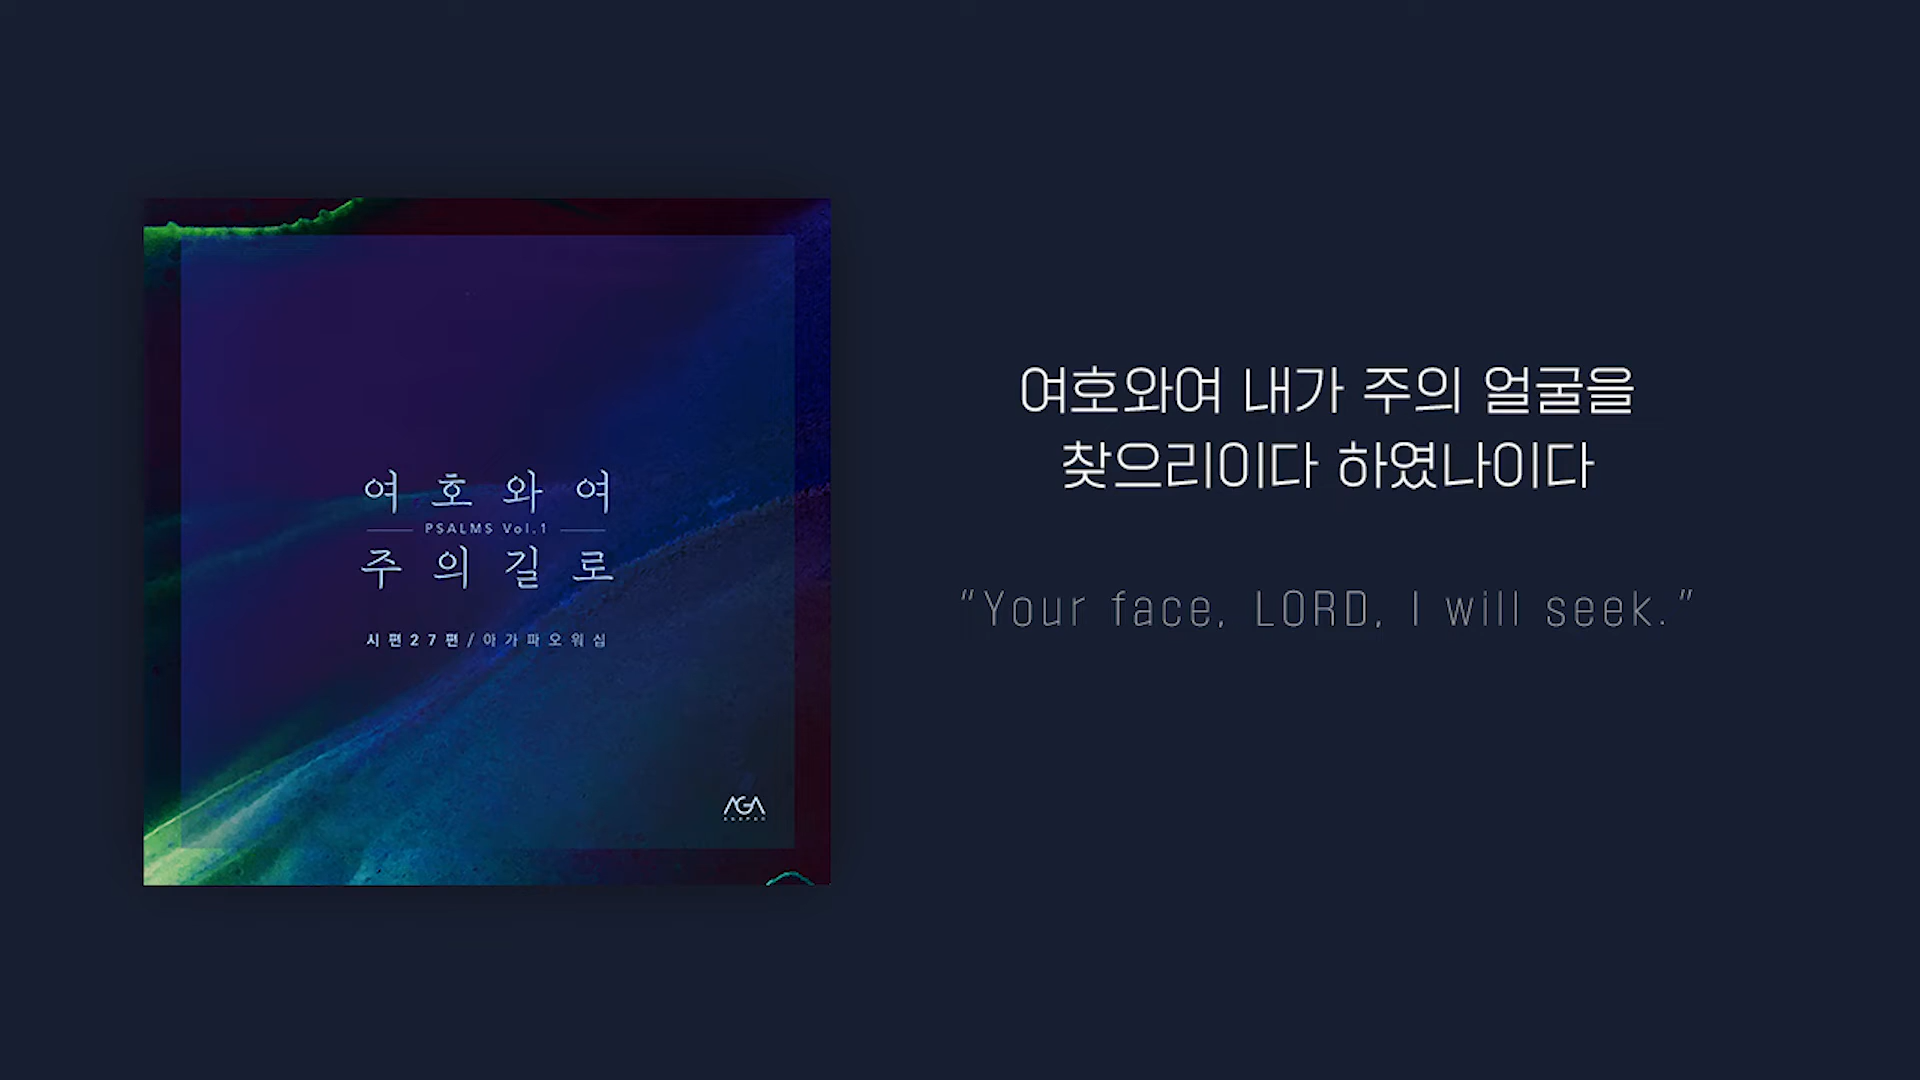 여호와여
PSALMS Vol.1
주의길로
시편27편/아가파오워십
AGA
여호와여 내가 주의 얼굴을
찾으리이다 하였나이다
“Your face, LORD, I will seek.”